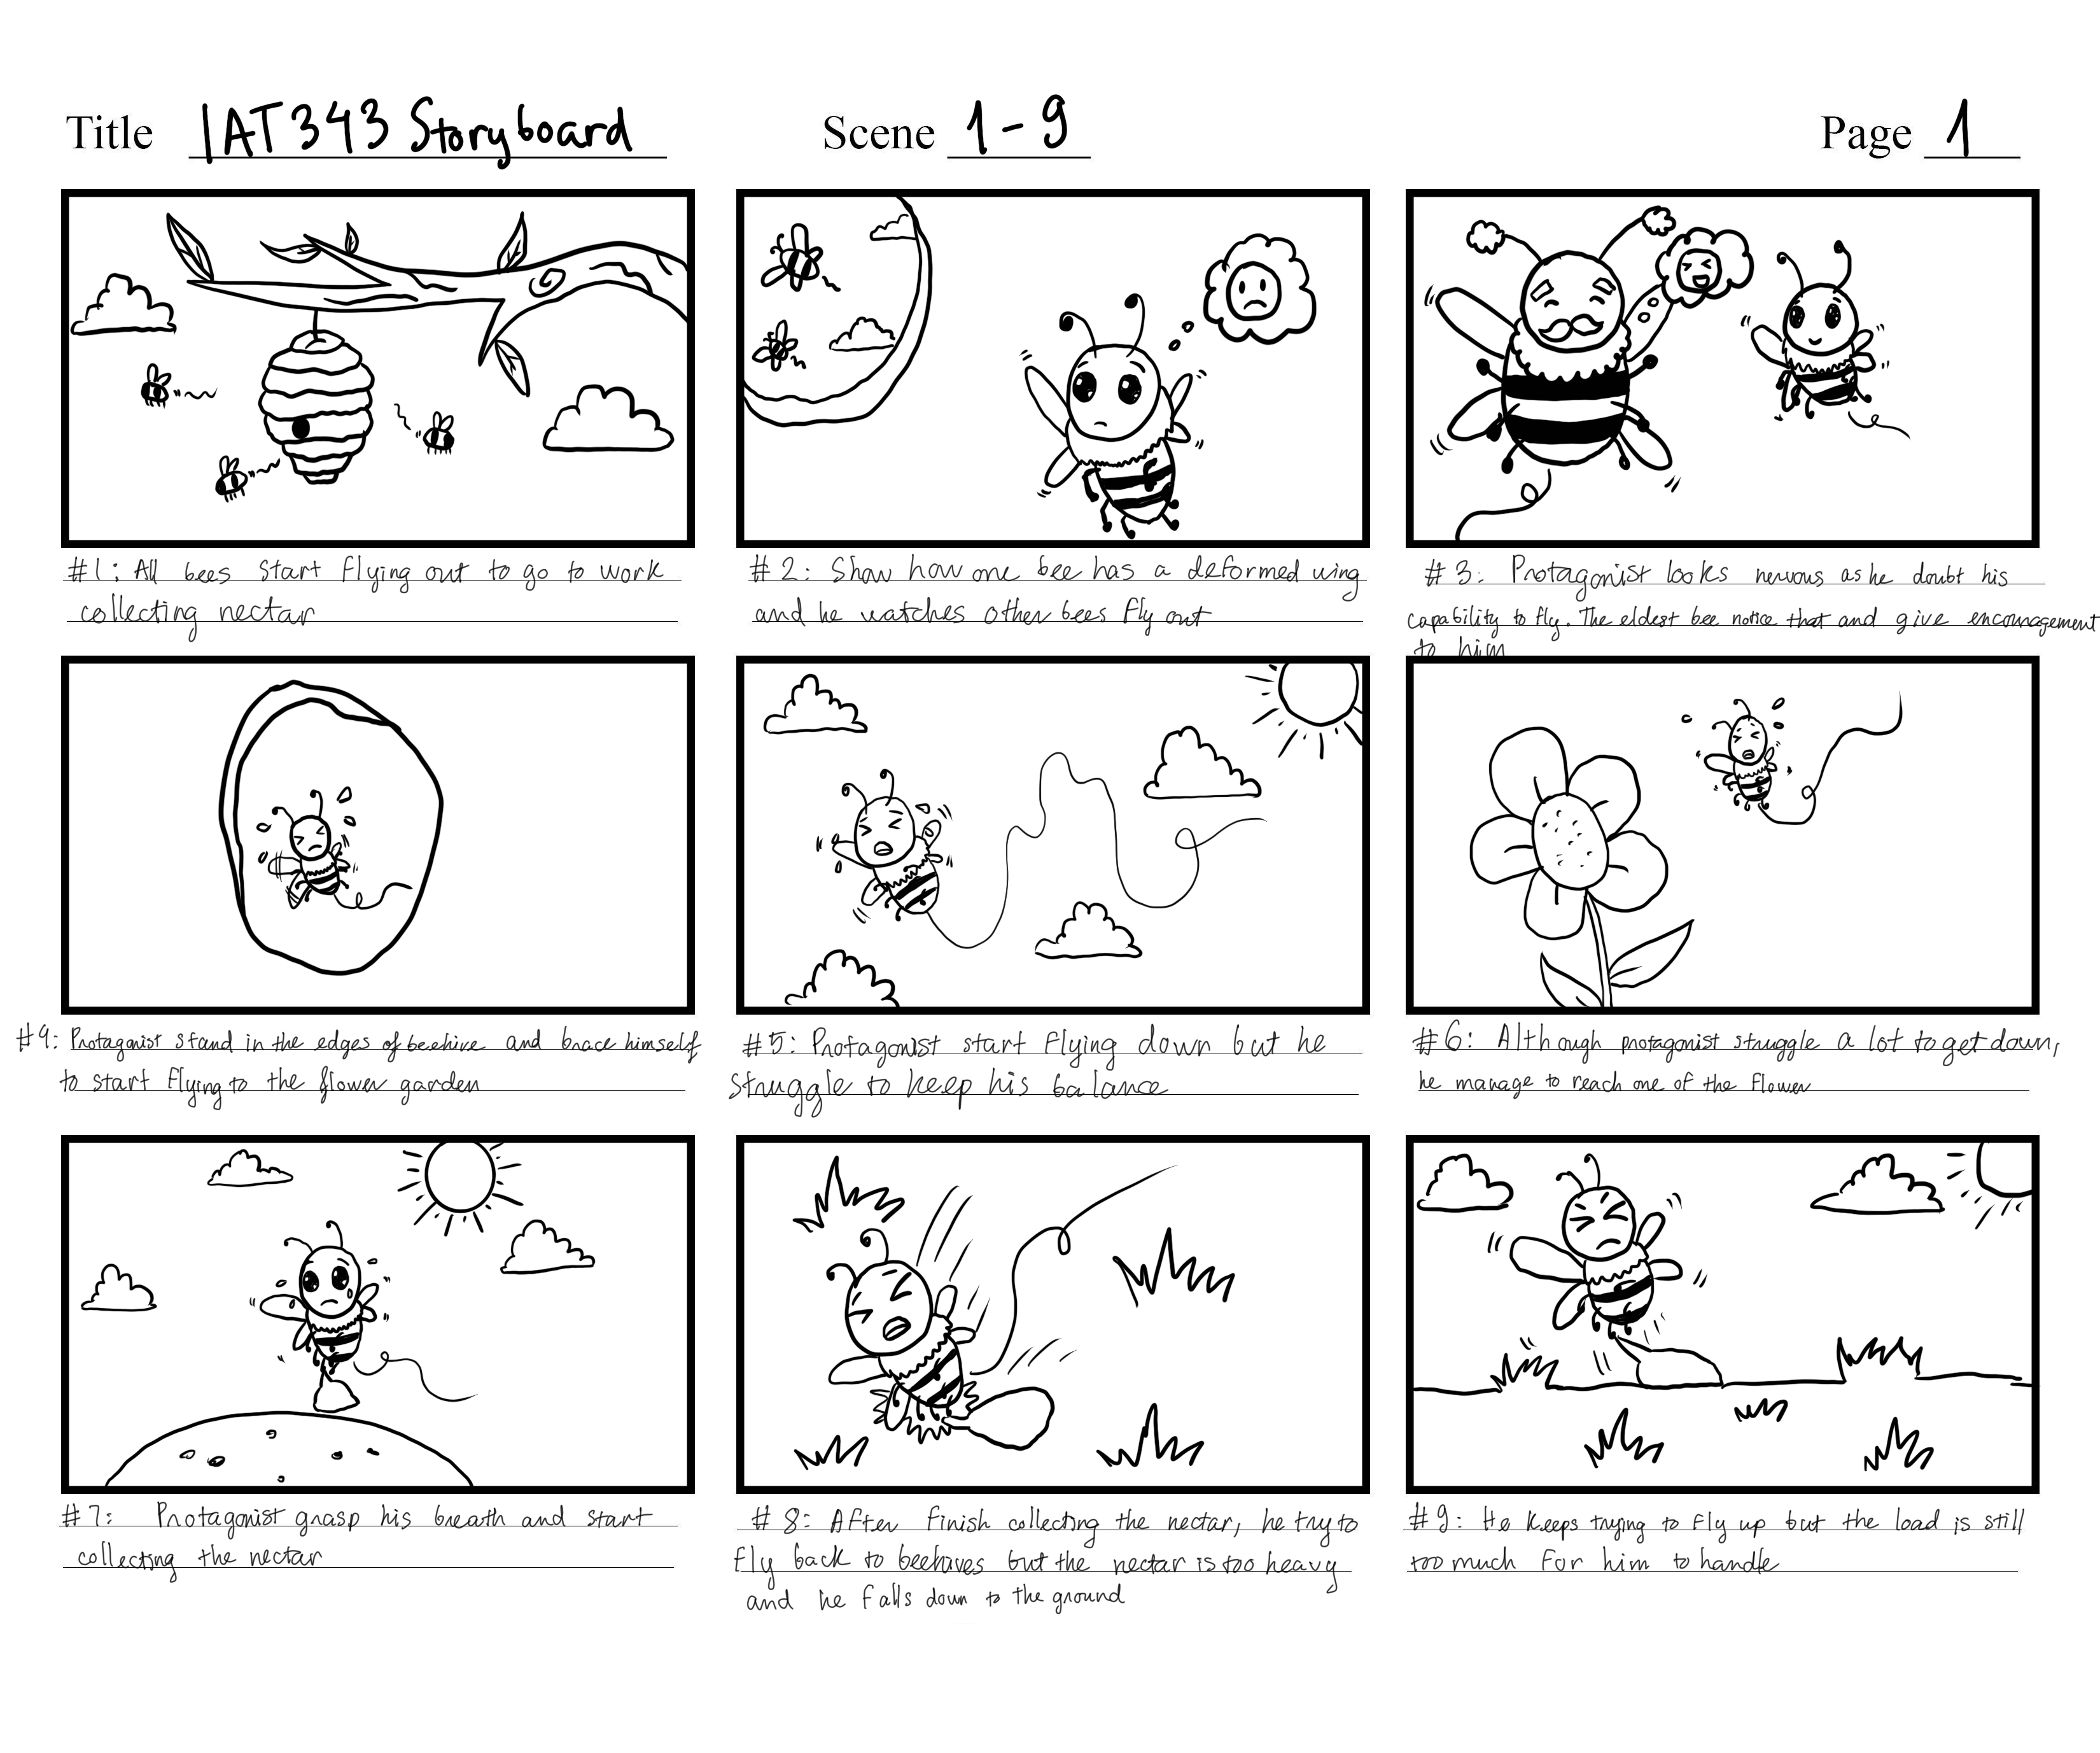 Title IAT343 Storyboard Scene 1-9 Page 1
#1: All bees start flying out to go to work
collecting nectar
#2: Show how one bee has a deformed wing
and he watches other bees fly out
#3: Protagonist looks nervous as he doubt his
capability to fly. The eldest bee notice that and give encouragement
to him
#4: Protagonist stand in the edges of beehive and brace himself
to start flying to the flower garden
#5: Protagonist start flying down but he
struggle to keep his balance
#6: Although protagonist struggle a lot to get down,
he manage to reach one of the flower
#7: Protagonist grasp his breath and start
collecting the nectar
#8: After finish collecting the nectar, he try to
fly back to beehives but the nectar is too heavy
and he falls down to the ground
#9: He keeps trying to fly up but the load is still
too much for him to handle